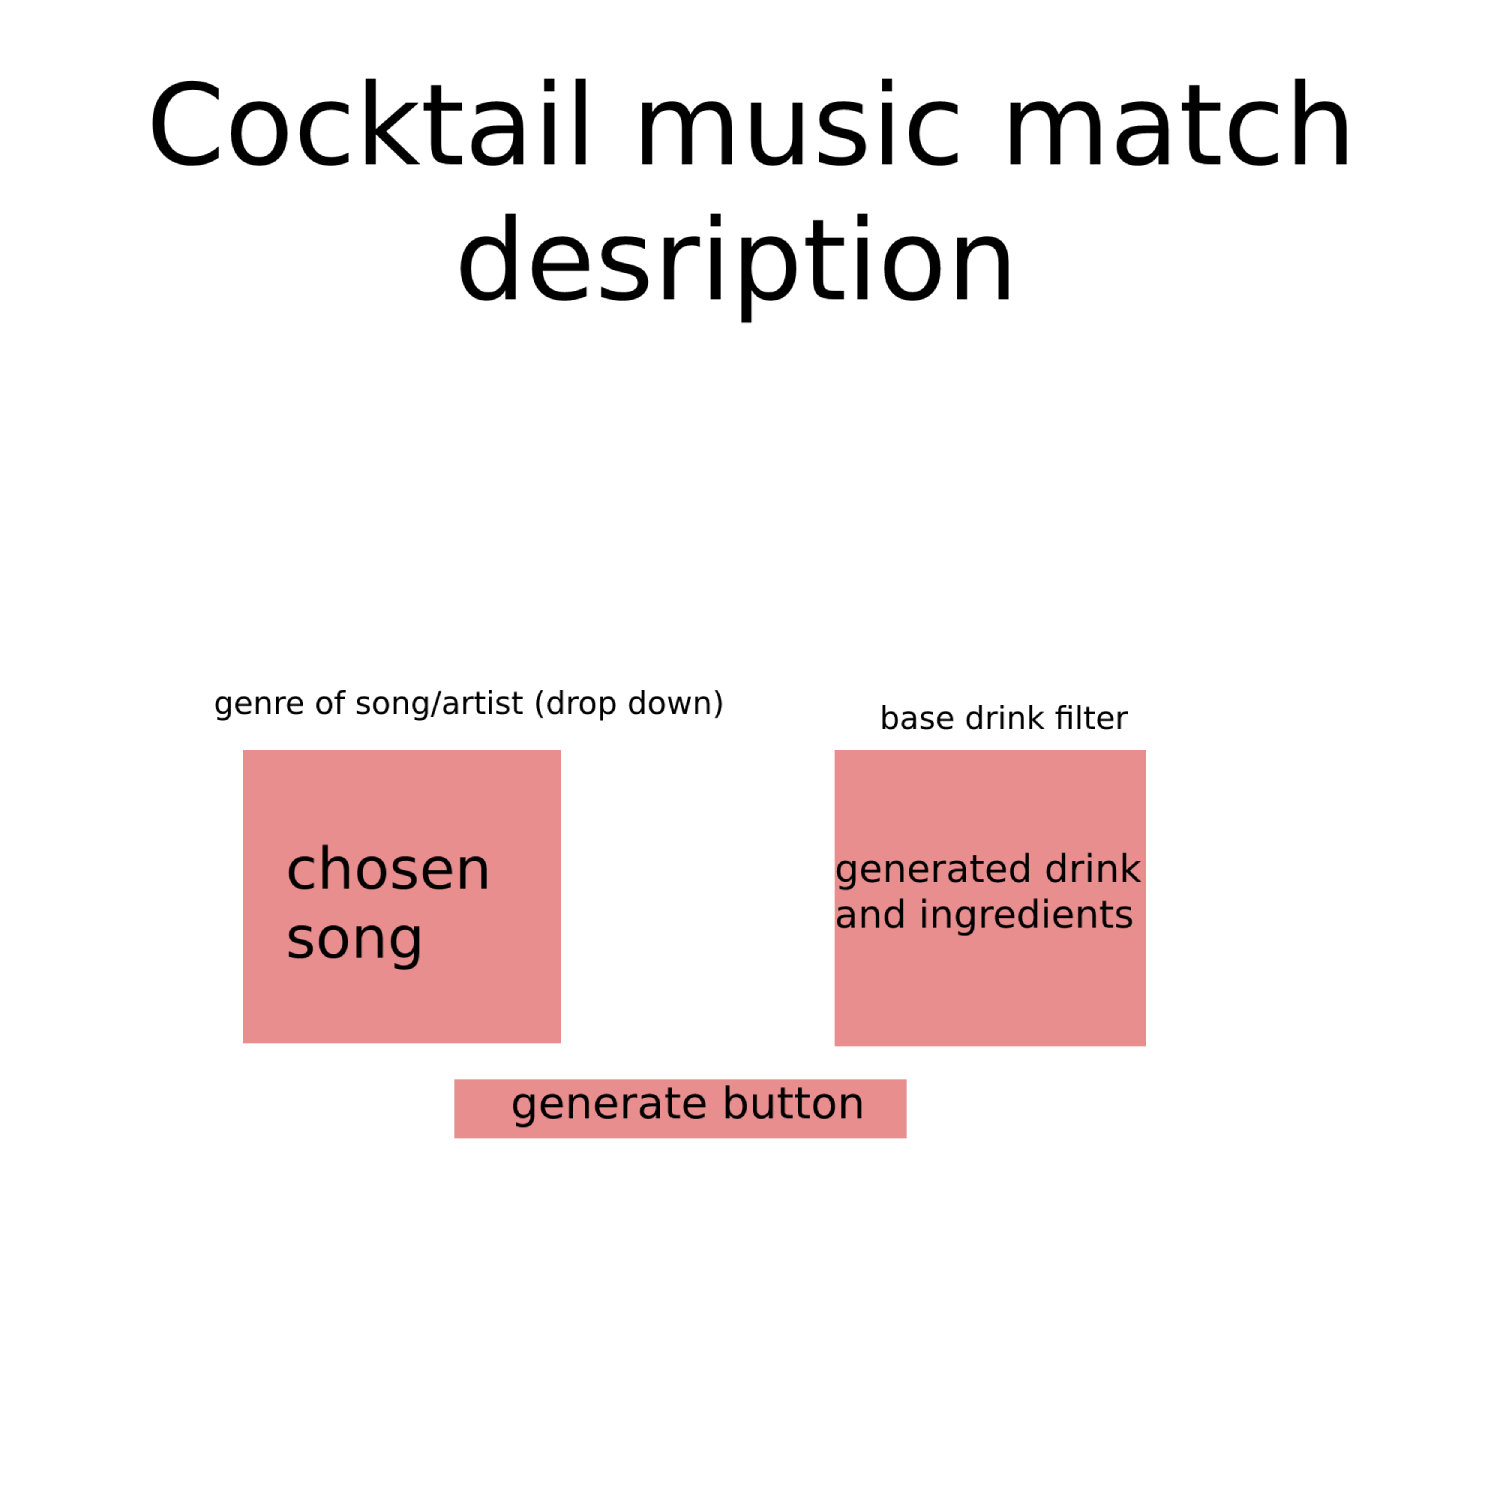 Cocktail music match
desription
genre of song/artist (drop down)
base drink filter
chosen
song
generated drink
and ingredients
generate button